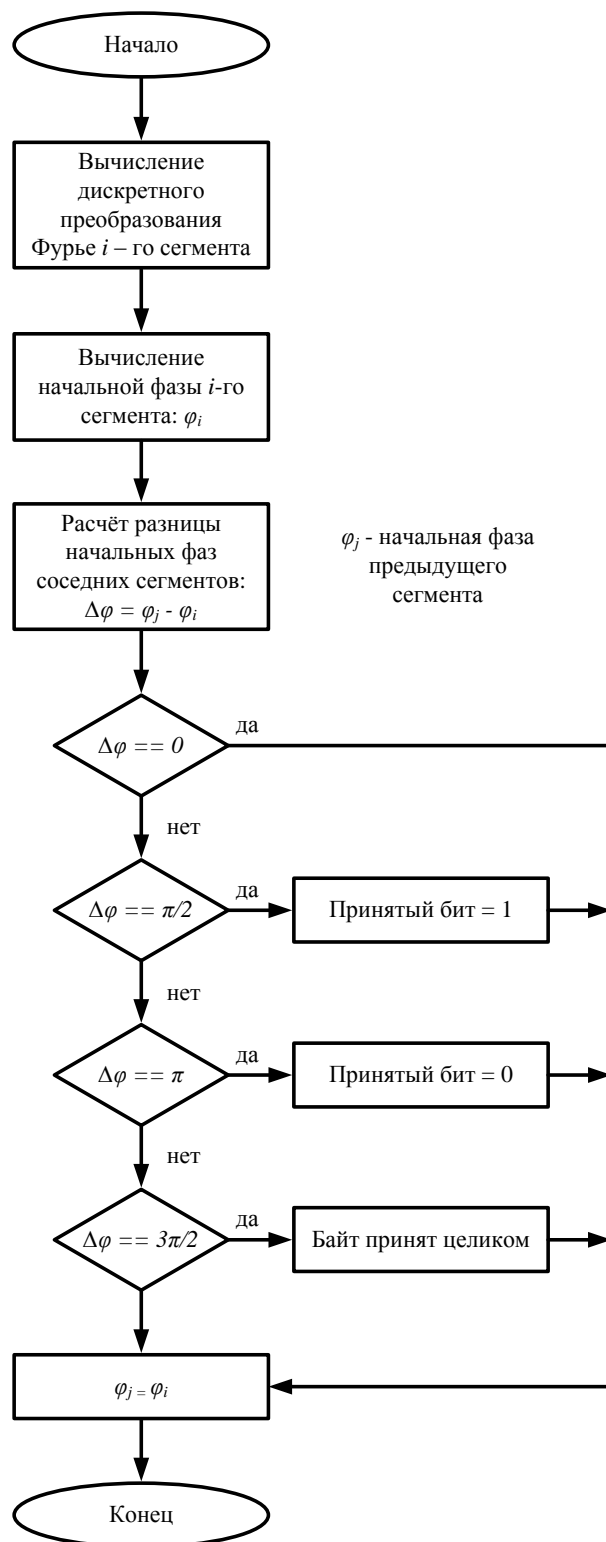 Начало
Вычисление
дискретного
преобразования
Фурье i – го сегмента
Вычисление
начальной фазы i-го
сегмента: φi
Расчёт разницы
начальных фаз
соседних сегментов:
Δφ = φj - φi
φj - начальная фаза
предыдущего
сегмента
Δφ == 0
да
нет
Δφ == π/2
да
Принятый бит = 1
нет
Δφ == π
да
Принятый бит = 0
нет
Δφ == 3π/2
да
Байт принят целиком
φj = φi
Конец